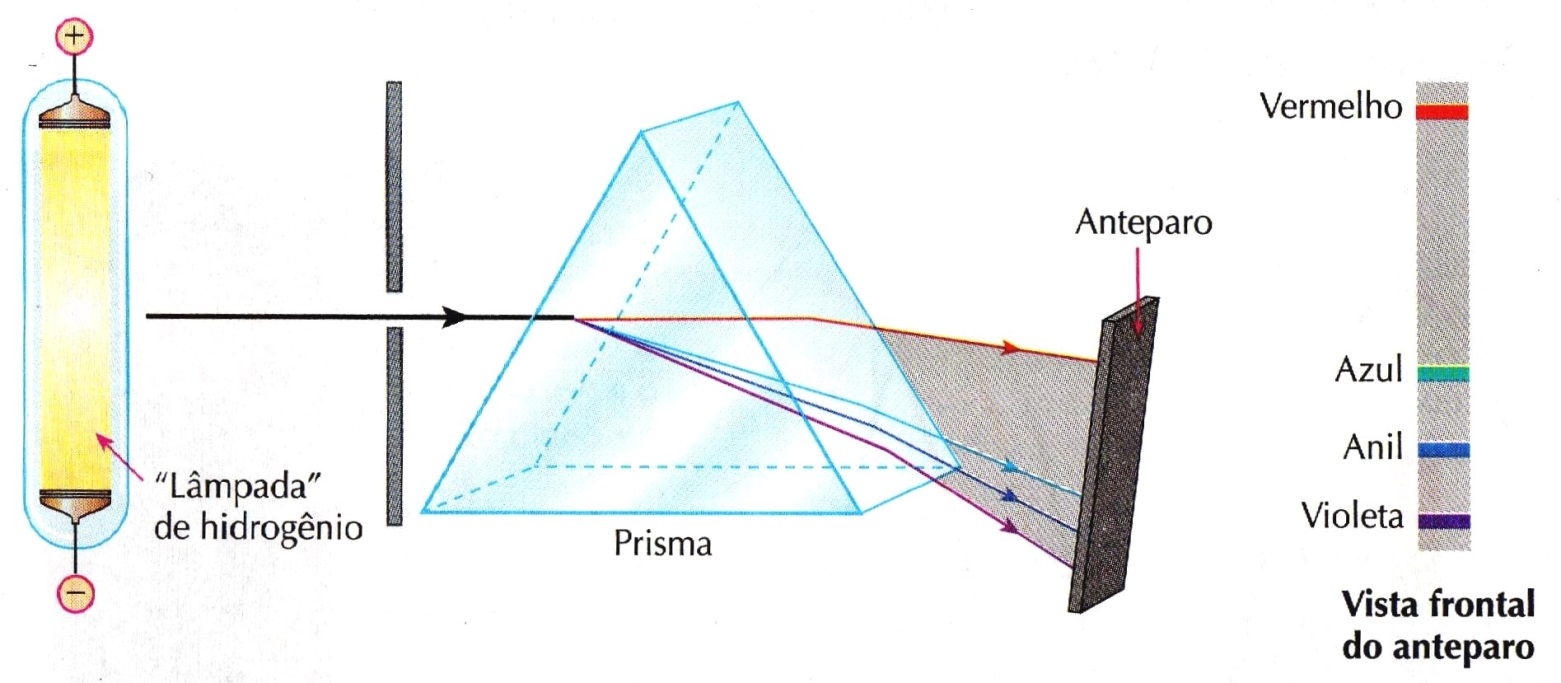 +
Vermelho
Anteparo
Azul
Anil
"Lâmpada"
de hidrogênio
Violeta
Prisma
−
Vista frontal
do anteparo